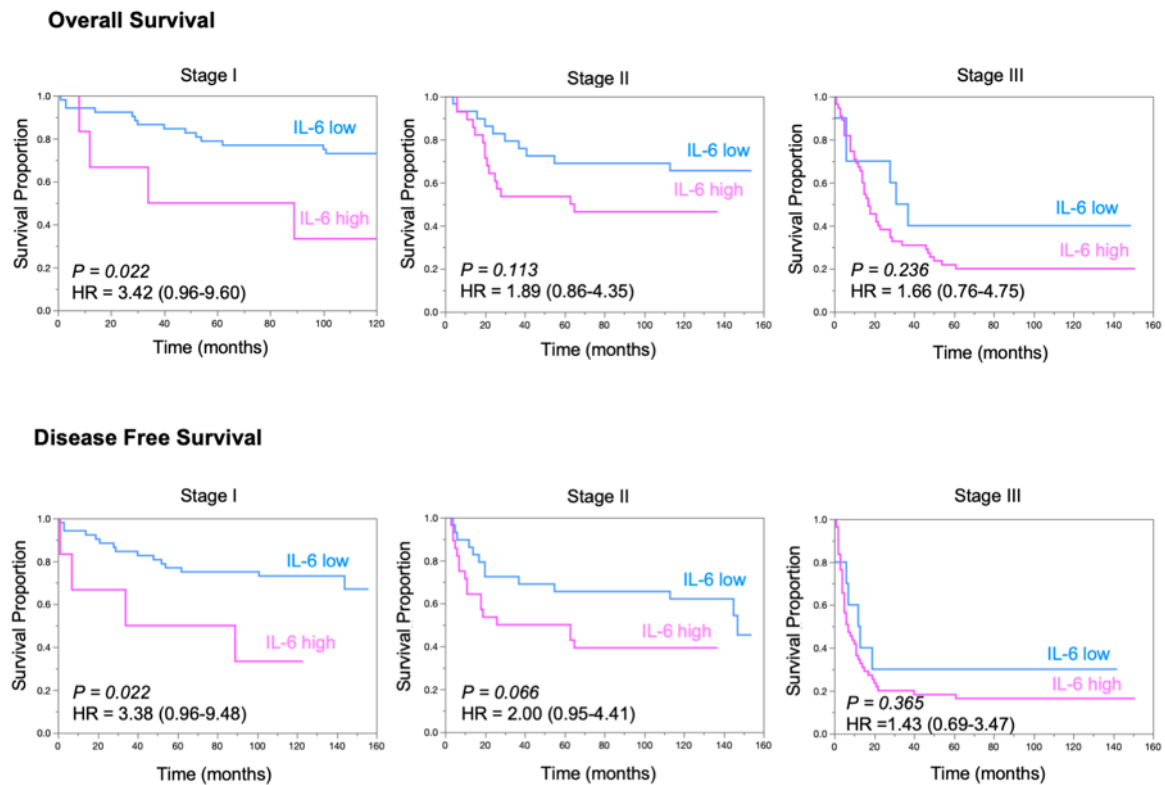 Overall Survival
Stage I
Stage II
Stage III
Survival Proportion
1.0
0.8
0.6
0.4
0.2
0.0
IL-6 low
IL-6 high
P = 0.022
HR = 3.42 (0.96-9.60)
0 20 40 60 80 100 120
Time (months)
Survival Proportion
1.0
0.8
0.6
0.4
0.2
0.0
IL-6 low
IL-6 high
P = 0.113
HR = 1.89 (0.86-4.35)
0 20 40 60 80 100 120 140 160
Time (months)
Survival Proportion
1.0
0.8
0.6
0.4
0.2
0.0
IL-6 low
IL-6 high
P = 0.236
HR = 1.66 (0.76-4.75)
0 20 40 60 80 100 120 140 160
Time (months)
Disease Free Survival
Stage I
Stage II
Stage III
Survival Proportion
1.0
0.8
0.6
0.4
0.2
0.0
IL-6 low
IL-6 high
P = 0.022
HR = 3.38 (0.96-9.48)
0 20 40 60 80 100 120 140 160
Time (months)
Survival Proportion
1.0
0.8
0.6
0.4
0.2
0.0
IL-6 low
IL-6 high
P = 0.066
HR = 2.00 (0.95-4.41)
0 20 40 60 80 100 120 140 160
Time (months)
Survival Proportion
1.0
0.8
0.6
0.4
0.2
0.0
IL-6 low
IL-6 high
P = 0.365
HR =1.43 (0.69-3.47)
0 20 40 60 80 100 120 140 160
Time (months)